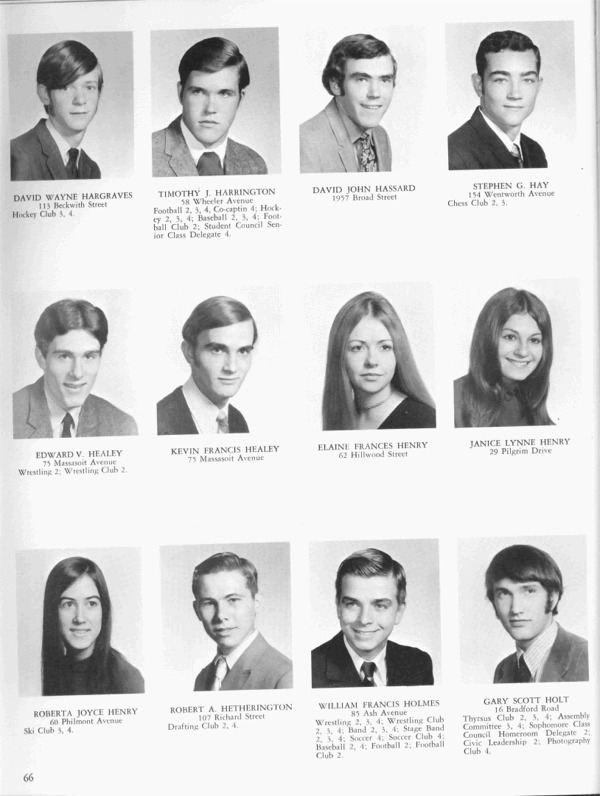 DAVID WAYNE HARGRAVES
113 Beckwith Street
Hockey Club 3, 4.
TIMOTHY J. HARRINGTON
58 Wheeler Avenue
Football 2, 3, 4, Co-captin 4; Hock-
ey 2, 3, 4; Baseball 2, 3, 4; Foot-
ball Club 2; Student Council Sen-
ior Class Delegate 4.
DAVID JOHN HASSARD
1957 Broad Street
STEPHEN G. HAY
154 Wentworth Avenue
Chess Club 2, 3.
EDWARD V. HEALEY
75 Massasoit Avenue
Wrestling 2; Wrestling Club 2.
KEVIN FRANCIS HEALEY
75 Massasoit Avenue
ELAINE FRANCES HENRY
62 Hillwood Street
JANICE LYNNE HENRY
29 Pilgrim Drive
ROBERTA JOYCE HENRY
60 Philmont Avenue
Ski Club 3, 4.
ROBERT A. HETHERINGTON
107 Richard Street
Drafting Club 2, 4.
WILLIAM FRANCIS HOLMES
85 Ash Avenue
Wrestling 2, 3, 4; Wrestling Club
2, 3, 4; Band 2, 3, 4; Stage Band
2, 3, 4; Soccer 4; Soccer Club 4;
Baseball 2, 4; Football 2; Football
Club 2.
GARY SCOTT HOLT
16 Bradford Road
Thyrsus Club 2, 3, 4; Assembly
Committee 3, 4; Sophomore Class
Council Homeroom Delegate 2;
Civic Leadership 2; Photography
Club 4.
66